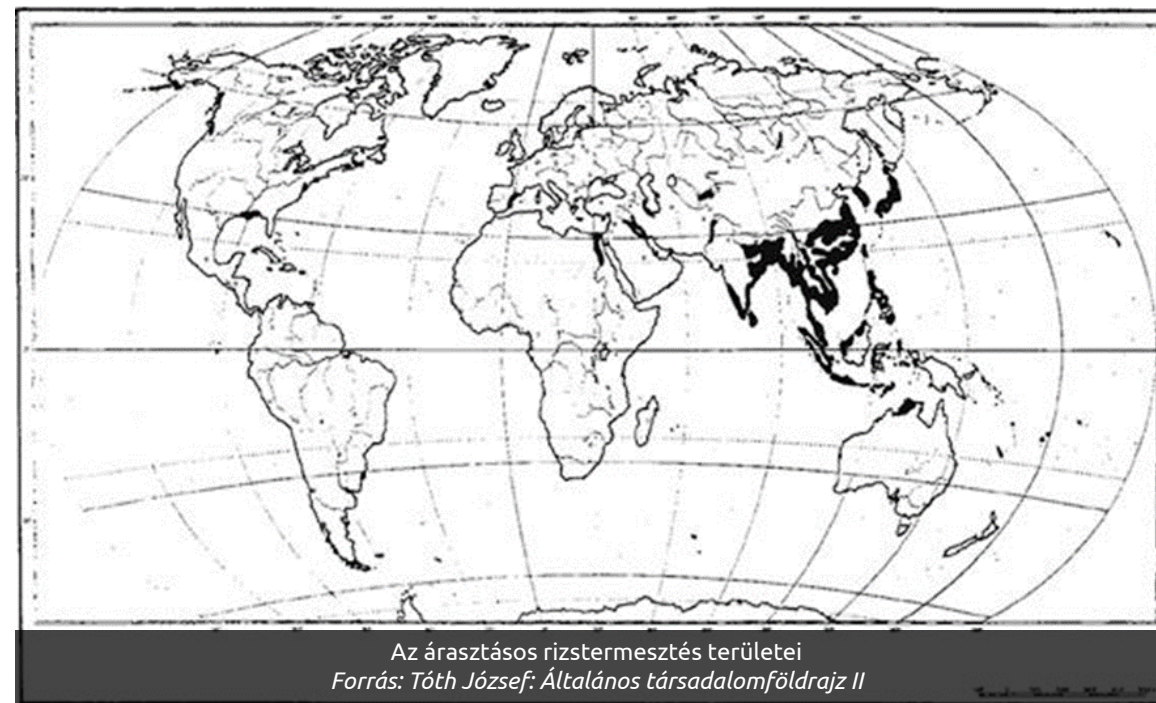 Az árasztásos rizstermesztés területei
Forrás: Tóth József: Általános társadalomföldrajz II